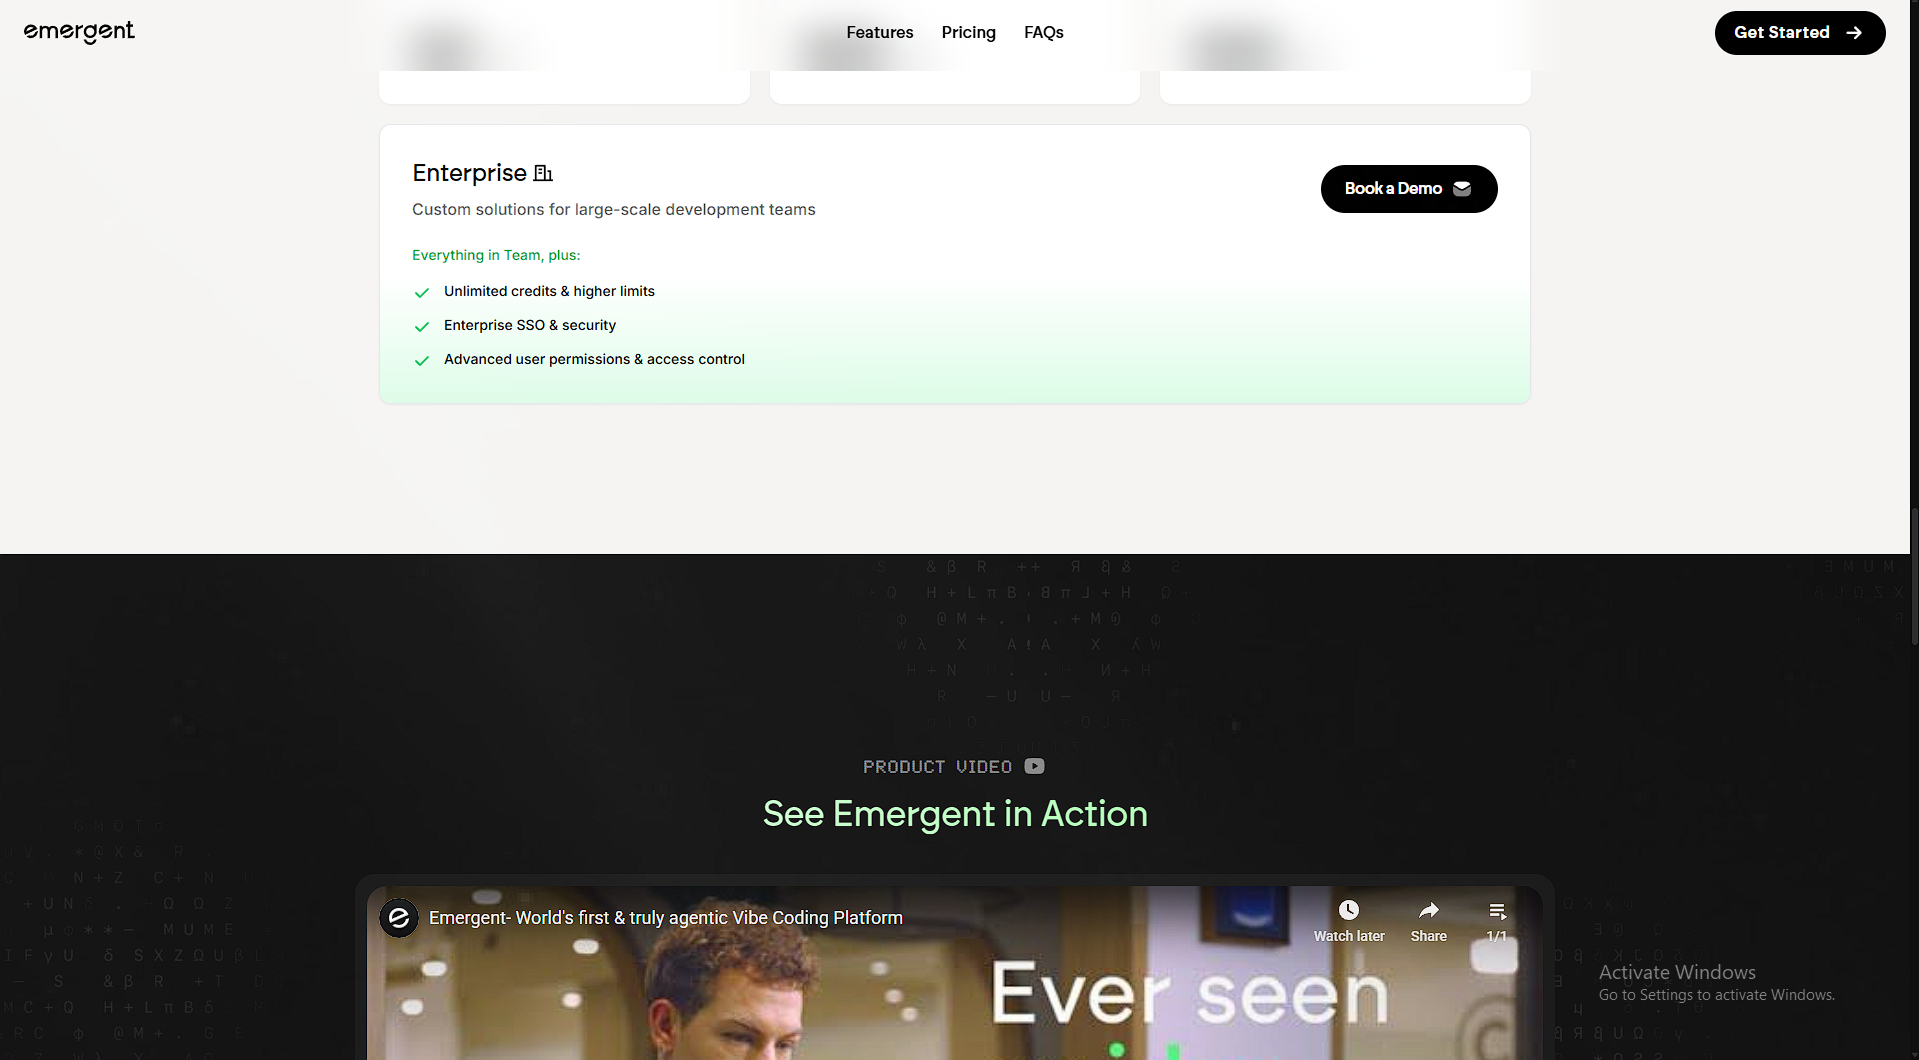 emergent
Features
Pricing
FAQs
Get Started
Enterprise
Custom solutions for large-scale development teams
Book a Demo
Everything in Team, plus:
Unlimited credits & higher limits
Enterprise SSO & security
Advanced user permissions & access control
PRODUCT VIDEO
See Emergent in Action
Emergent- World's first & truly agentic Vibe Coding Platform
Watch later
Share
1/1
Ever seen
Activate Windows
Go to Settings to activate Windows.